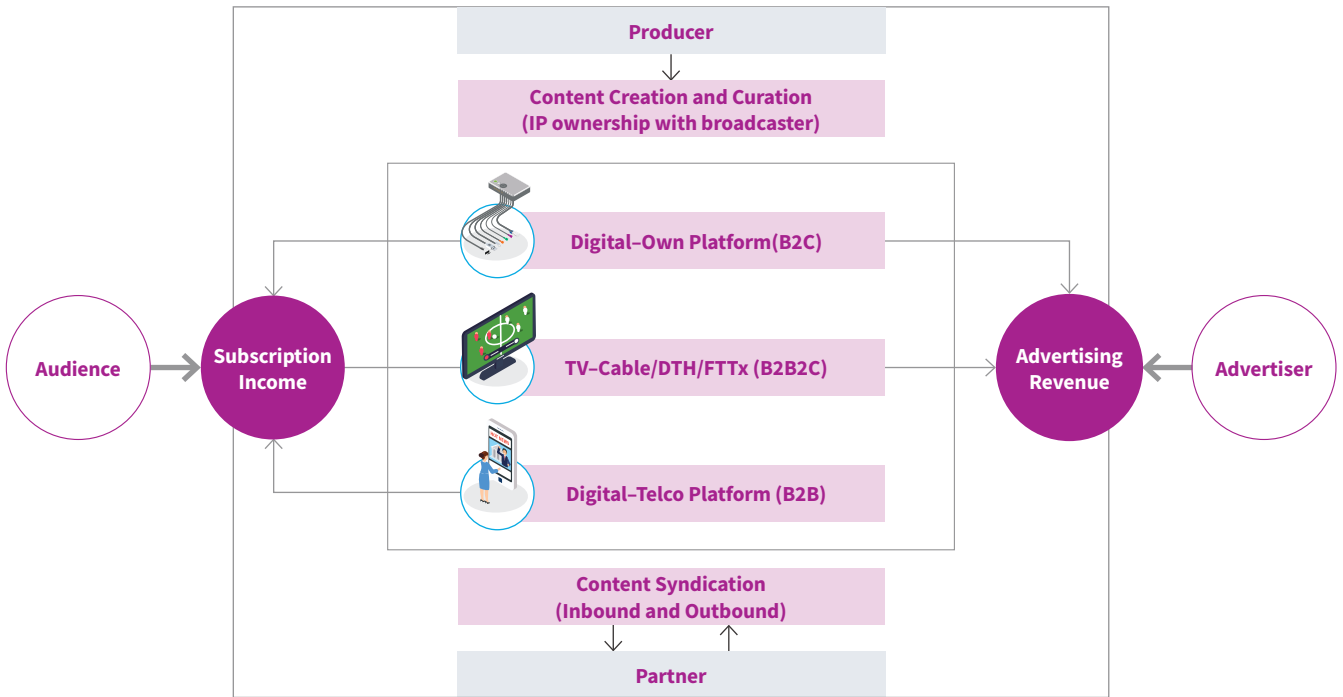 Producer
Content Creation and Curation
(IP ownership with broadcaster)
Digital–Own Platform(B2C)
Audience
Subscription
Income
TV–Cable/DTH/FTTx (B2B2C)
Advertising
Revenue
Advertiser
Digital–Telco Platform (B2B)
Content Syndication
(Inbound and Outbound)
Partner